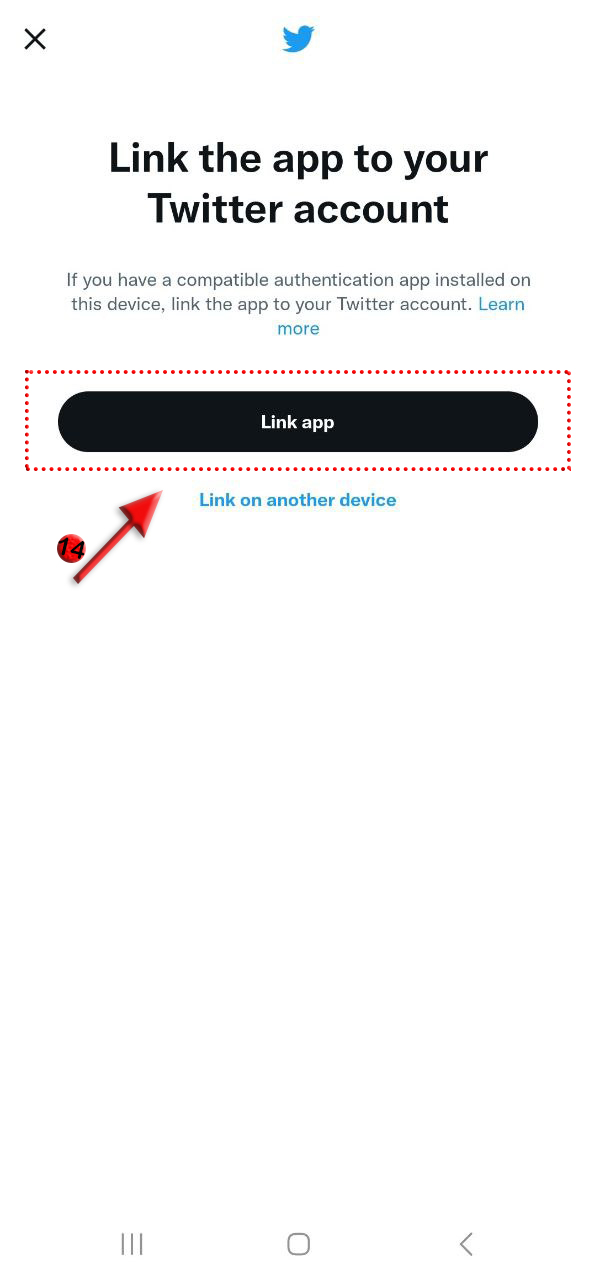 Link the app to your
Twitter account
If you have a compatible authentication app installed on
this device, link the app to your Twitter account. Learn
more
Link app
Link on another device
14